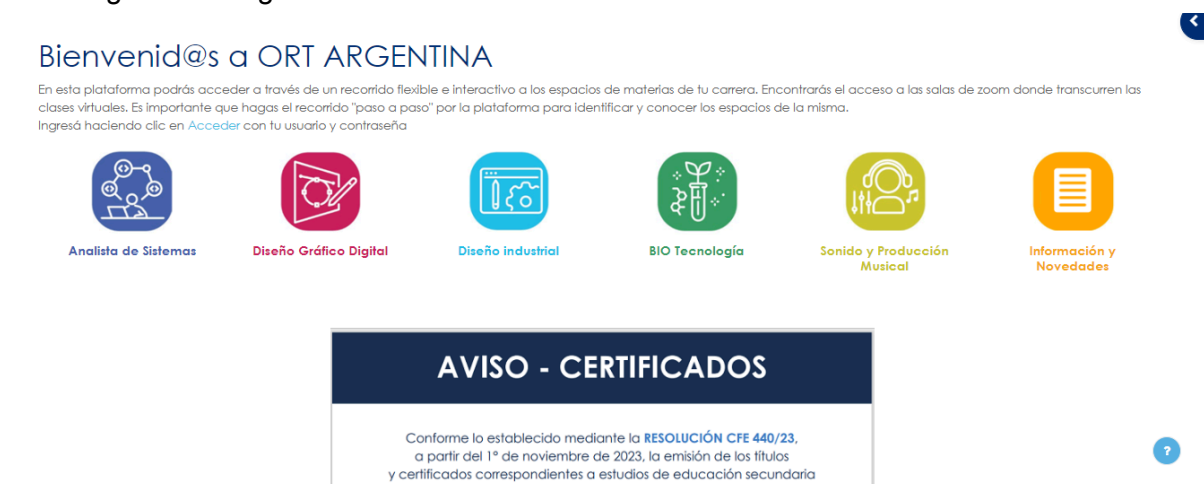 Bienvenid@s a ORT ARGENTINA
En esta plataforma podrás acceder a través de un recorrido flexible e interactivo a los espacios de materias de tu carrera. Encontrarás el acceso a las salas de zoom donde transcurren las
clases virtuales. Es importante que hagas el recorrido "paso a paso" por la plataforma para identificar y conocer los espacios de la misma.
Ingresá haciendo clic en Acceder con tu usuario y contraseña
Analista de Sistemas
Diseño Gráfico Digital
Diseño industrial
BIO Tecnología
Sonido y Producción
Musical
Información y
Novedades
AVISO - CERTIFICADOS
Conforme lo establecido mediante la RESOLUCIÓN CFE 440/23,
a partir del 1° de noviembre de 2023, la emisión de los títulos
y certificados correspondientes a estudios de educación secundaria
?